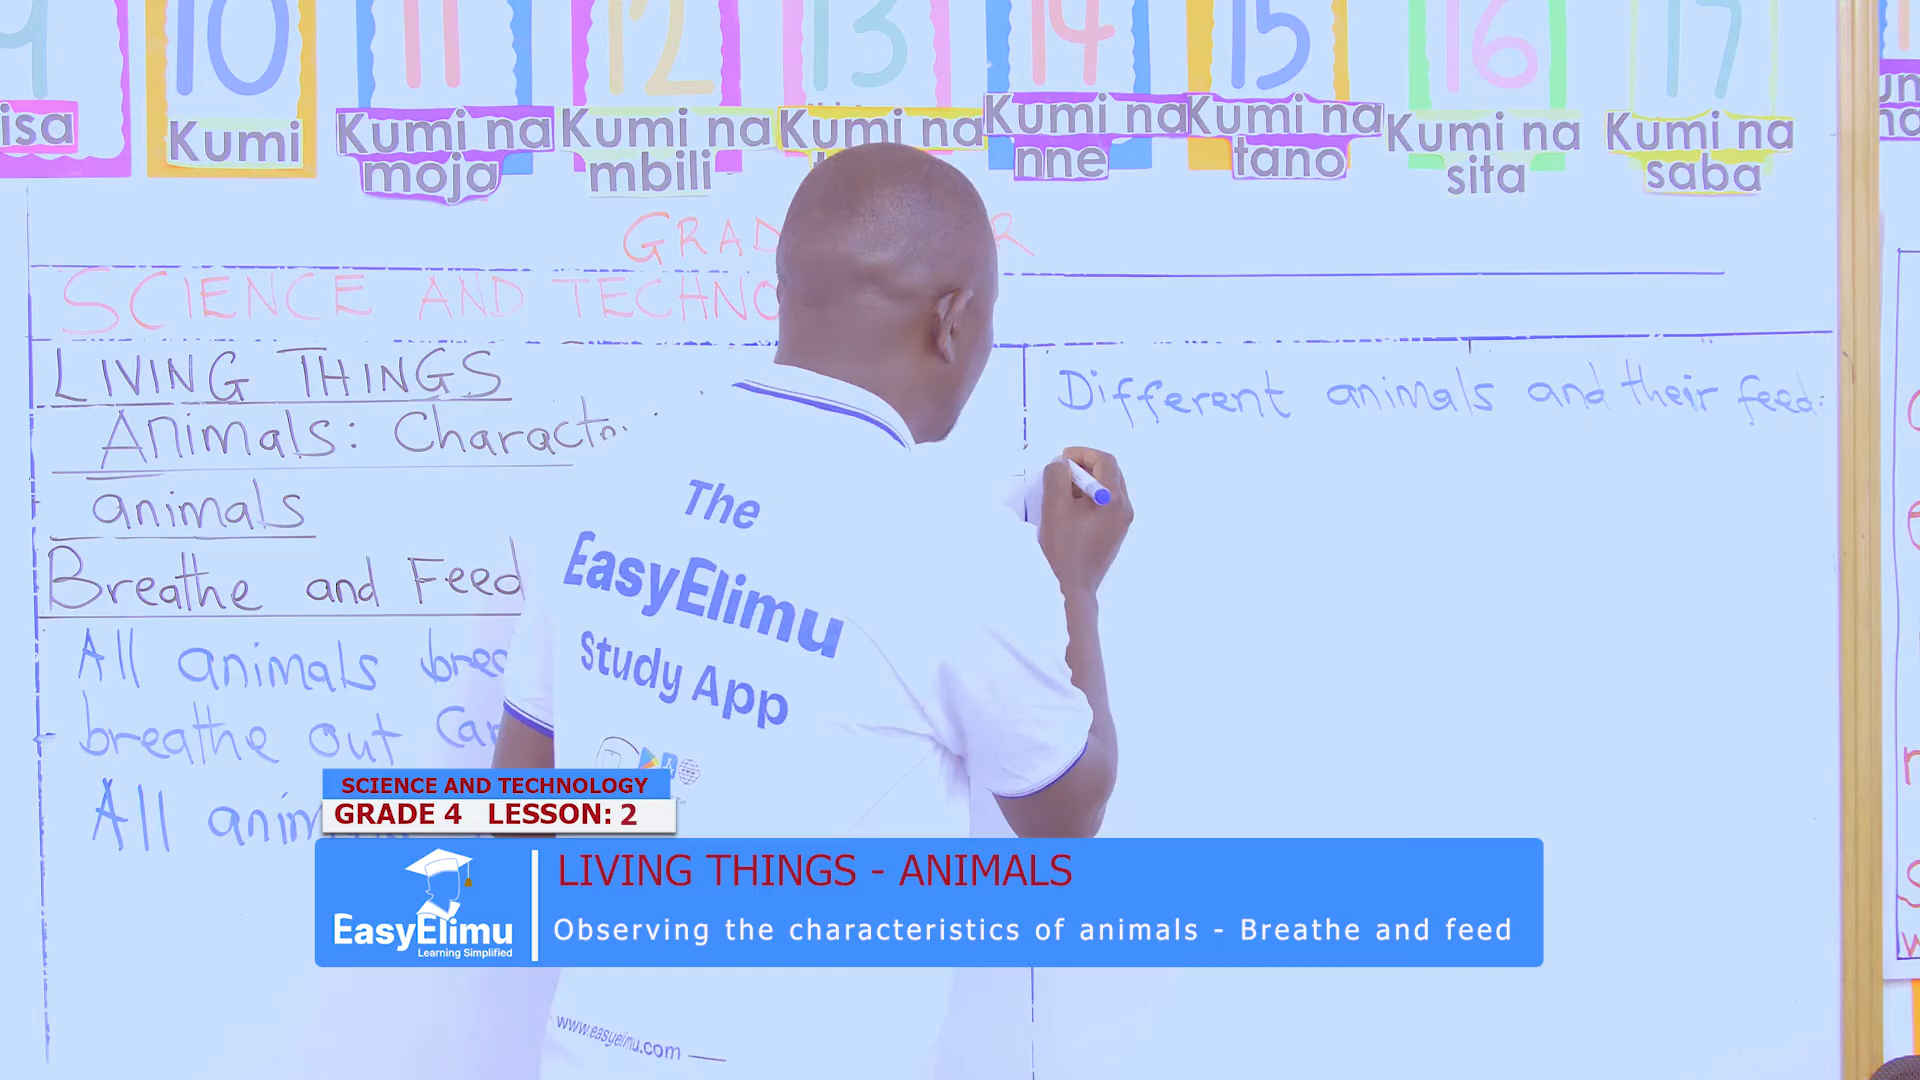 9 10 11 12 13 14 15 16 17
isa Kumi Kumi na moja Kumi na mbili Kumi na Kumi na nne Kumi na tano Kumi na sita Kumi na saba
GRAD R
SCIENCE AND TECHNO
LIVING THINGS
Animals: Characte
animals
Breathe and Feed
All animals brea
breathe out Car
All anim
Different animals and their feed:
The
EasyElimu
Study App
www.easyelimu.com
SCIENCE AND TECHNOLOGY
GRADE 4 LESSON: 2
EasyElimu
Learning Simplified
LIVING THINGS - ANIMALS
Observing the characteristics of animals - Breathe and feed